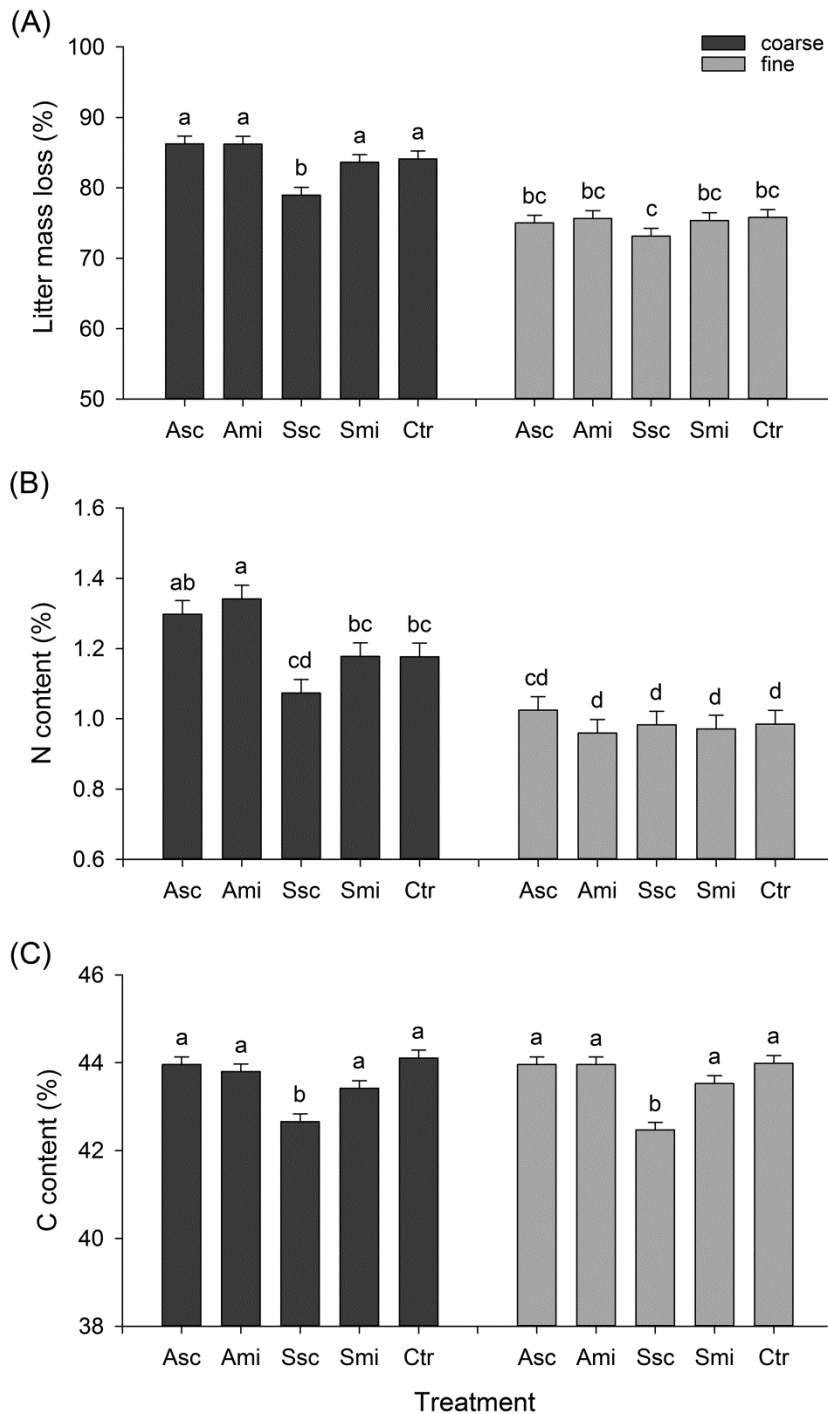 (A)
100
coarse
fine
90
a a b a a
80
bc bc c bc bc
70
60
50
Litter mass loss (%)
Asc Ami Ssc Smi Ctr Asc Ami Ssc Smi Ctr
(B)
1.6
1.4
ab a cd bc bc
1.2
cd d d d d
1.0
0.8
0.6
N content (%)
Asc Ami Ssc Smi Ctr Asc Ami Ssc Smi Ctr
(C)
46
a a b a a a a b a a
44
42
40
38
C content (%)
Asc Ami Ssc Smi Ctr Asc Ami Ssc Smi Ctr
Treatment